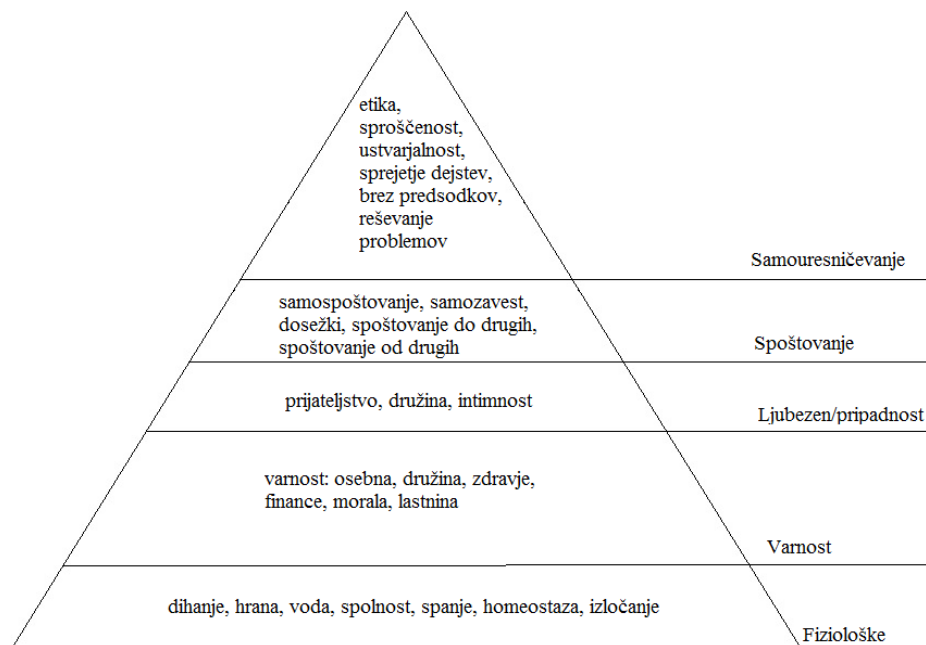 etika,
sproščenost,
ustvarjalnost,
sprejetje dejstev,
brez predsodkov,
reševanje
problemov
Samouresničevanje
samospoštovanje, samozavest,
dosežki, spoštovanje do drugih,
spoštovanje od drugih
Spoštovanje
prijateljstvo, družina, intimnost
Ljubezen/pripadnost
varnost: osebna, družina, zdravje,
finance, morala, lastnina
Varnost
dihanje, hrana, voda, spolnost, spanje, homeostaza, izločanje
Fiziološke